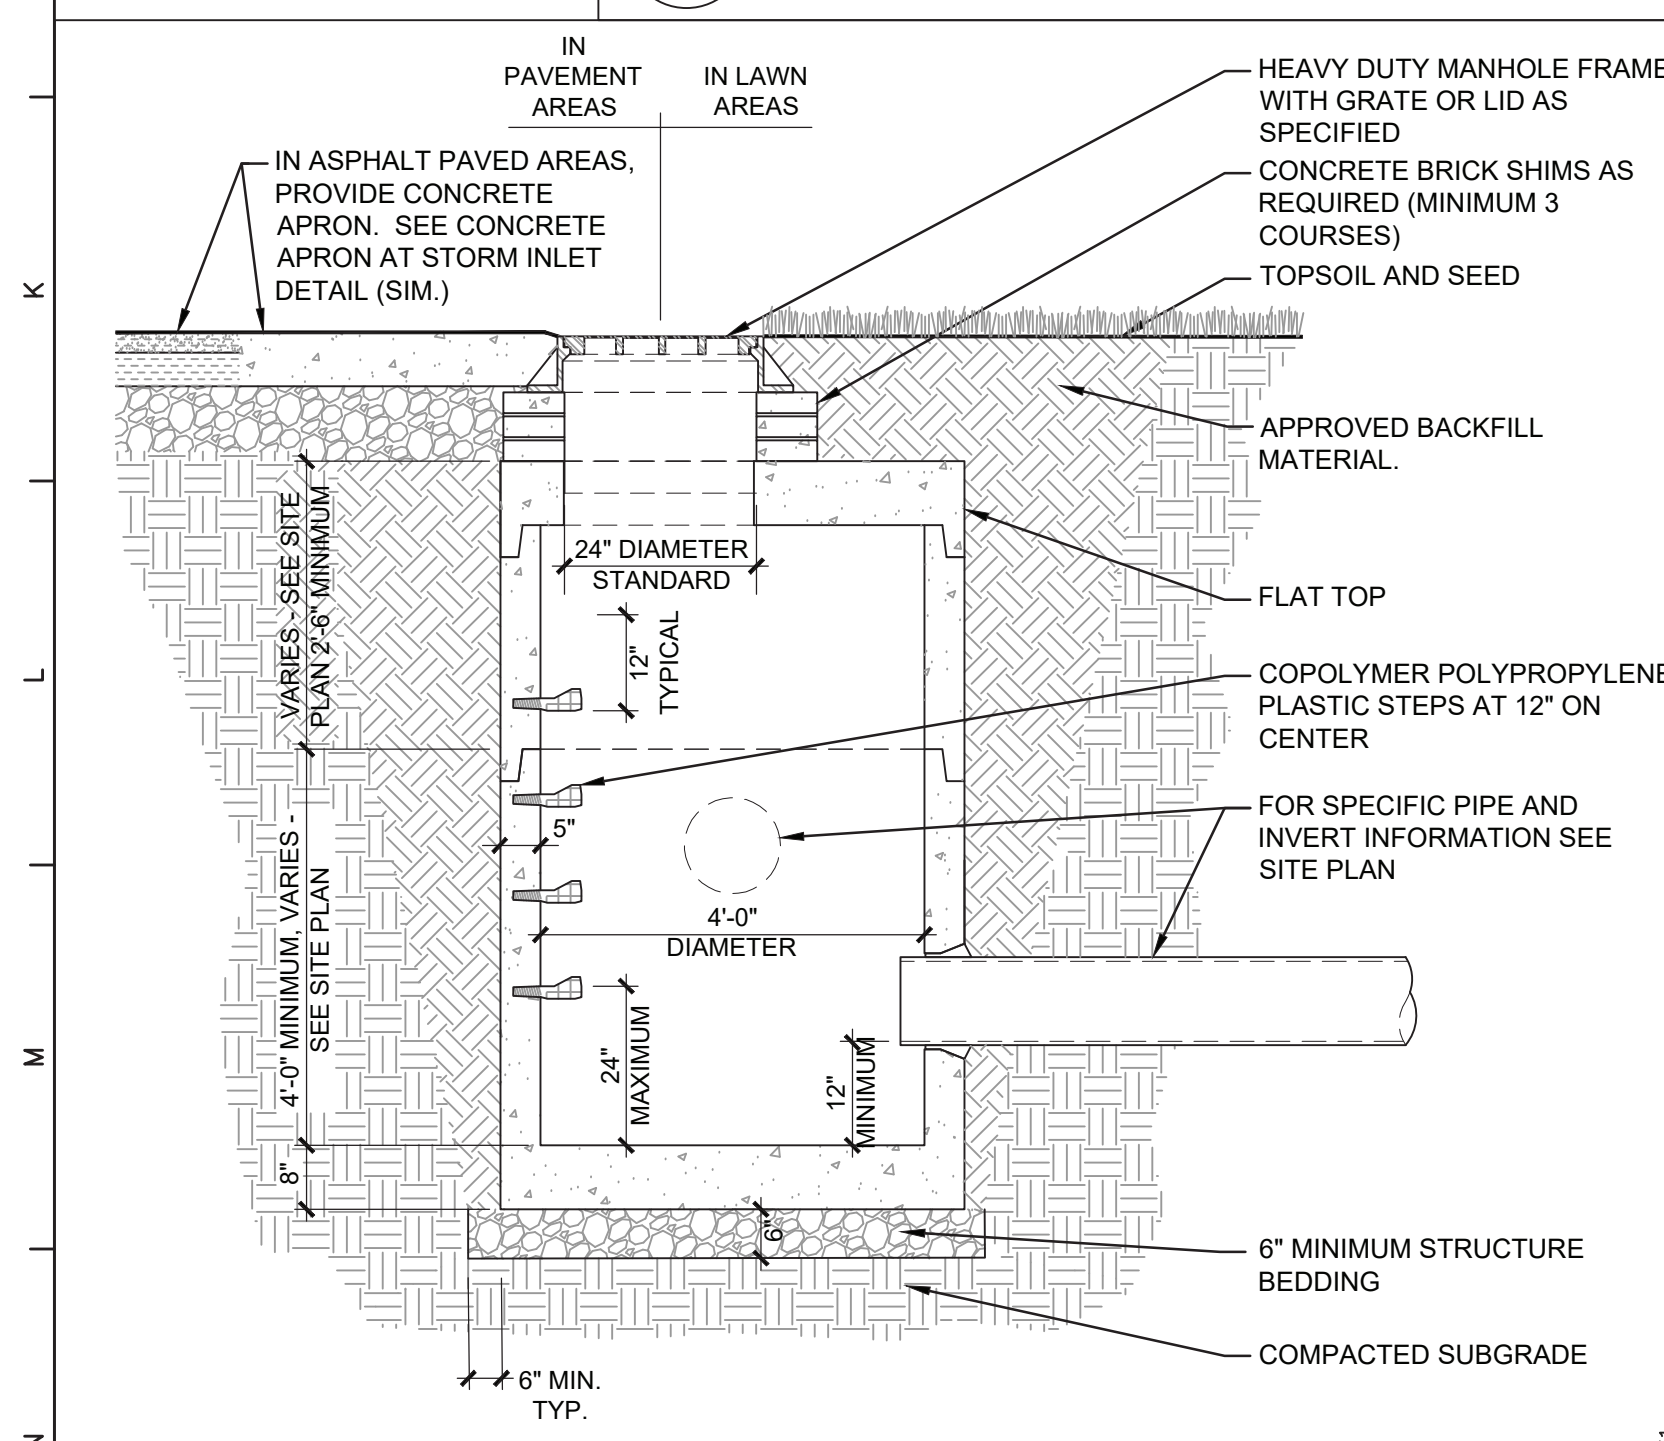 IN
PAVEMENT
AREAS
IN LAWN
AREAS
HEAVY DUTY MANHOLE FRAME
WITH GRATE OR LID AS
SPECIFIED
CONCRETE BRICK SHIMS AS
REQUIRED (MINIMUM 3
COURSES)
TOPSOIL AND SEED
IN ASPHALT PAVED AREAS,
PROVIDE CONCRETE
APRON. SEE CONCRETE
APRON AT STORM INLET
DETAIL (SIM.)
K
APPROVED BACKFILL
MATERIAL.
VARIES - SEE SITE
PLAN 2'-6" MINIMUM
24" DIAMETER
STANDARD
FLAT TOP
12"
TYPICAL
L
COPOLYMER POLYPROPYLENE
PLASTIC STEPS AT 12" ON
CENTER
5"
FOR SPECIFIC PIPE AND
INVERT INFORMATION SEE
SITE PLAN
4'-0" MINIMUM, VARIES -
SEE SITE PLAN
4'-0"
DIAMETER
M
24"
MAXIMUM
12"
MINIMUM
8"
6"
6" MINIMUM STRUCTURE
BEDDING
COMPACTED SUBGRADE
6" MIN.
TYP.
N